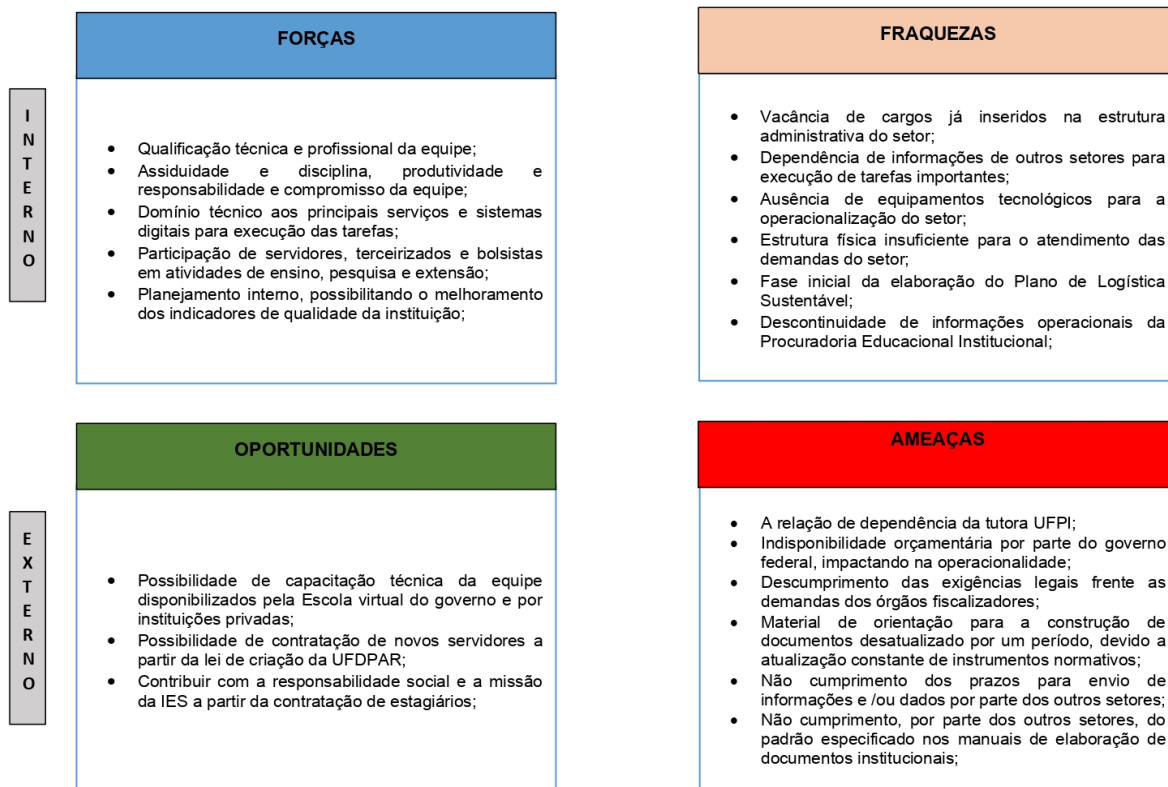 FORÇAS
INTERNO
Qualificação técnica e profissional da equipe;
Assiduidade e disciplina, produtividade e
responsabilidade e compromisso da equipe;
Domínio técnico aos principais serviços e sistemas
digitais para execução das tarefas;
Participação de servidores, terceirizados e bolsistas
em atividades de ensino, pesquisa e extensão;
Planejamento interno, possibilitando o melhoramento
dos indicadores de qualidade da instituição;
FRAQUEZAS
Vacância de cargos já inseridos na estrutura
administrativa do setor;
Dependência de informações de outros setores para
execução de tarefas importantes;
Ausência de equipamentos tecnológicos para a
operacionalização do setor;
Estrutura física insuficiente para o atendimento das
demandas do setor;
Fase inicial da elaboração do Plano de Logística
Sustentável;
Descontinuidade de informações operacionais da
Procuradoria Educacional Institucional;
OPORTUNIDADES
EXTERNO
Possibilidade de capacitação técnica da equipe
disponibilizados pela Escola virtual do governo e por
instituições privadas;
Possibilidade de contratação de novos servidores a
partir da lei de criação da UFDPAR;
Contribuir com a responsabilidade social e a missão
da IES a partir da contratação de estagiários;
AMEAÇAS
A relação de dependência da tutora UFPI;
Indisponibilidade orçamentária por parte do governo
federal, impactando na operacionalidade;
Descumprimento das exigências legais frente as
demandas dos órgãos fiscalizadores;
Material de orientação para a construção de
documentos desatualizado por um período, devido a
atualização constante de instrumentos normativos;
Não cumprimento dos prazos para envio de
informações e /ou dados por parte dos outros setores;
Não cumprimento, por parte dos outros setores, do
padrão especificado nos manuais de elaboração de
documentos institucionais;